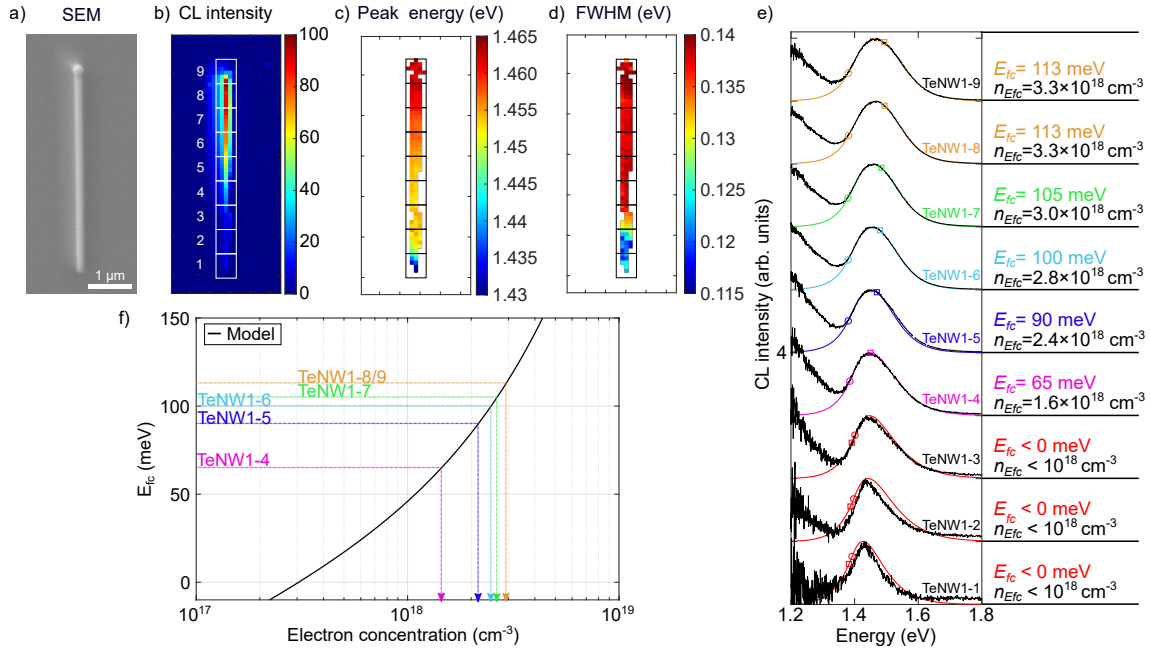 a) SEM
1 µm
b) CL intensity
9
8
7
6
5
4
3
2
1
100
80
60
40
20
0
c) Peak energy (eV)
1.465
1.460
1.455
1.450
1.445
1.440
1.435
1.430
d) FWHM (eV)
0.14
0.135
0.13
0.125
0.12
0.115
e)
CL intensity (arb. units)
4
TeNW1-9
E_fc= 113 meV
n_Efc=3.3×10^18 cm^-3
TeNW1-8
E_fc= 113 meV
n_Efc=3.3×10^18 cm^-3
TeNW1-7
E_fc= 105 meV
n_Efc=3.0×10^18 cm^-3
TeNW1-6
E_fc= 100 meV
n_Efc=2.8×10^18 cm^-3
TeNW1-5
E_fc= 90 meV
n_Efc=2.4×10^18 cm^-3
TeNW1-4
E_fc= 65 meV
n_Efc=1.6×10^18 cm^-3
TeNW1-3
E_fc < 0 meV
n_Efc < 10^18 cm^-3
TeNW1-2
E_fc < 0 meV
n_Efc < 10^18 cm^-3
TeNW1-1
E_fc < 0 meV
n_Efc < 10^18 cm^-3
1.2 1.4 1.6 1.8
Energy (eV)
f)
Model
E_fc (meV)
150
100
50
0
TeNW1-8/9
TeNW1-7
TeNW1-6
TeNW1-5
TeNW1-4
10^17 10^18 10^19
Electron concentration (cm^-3)